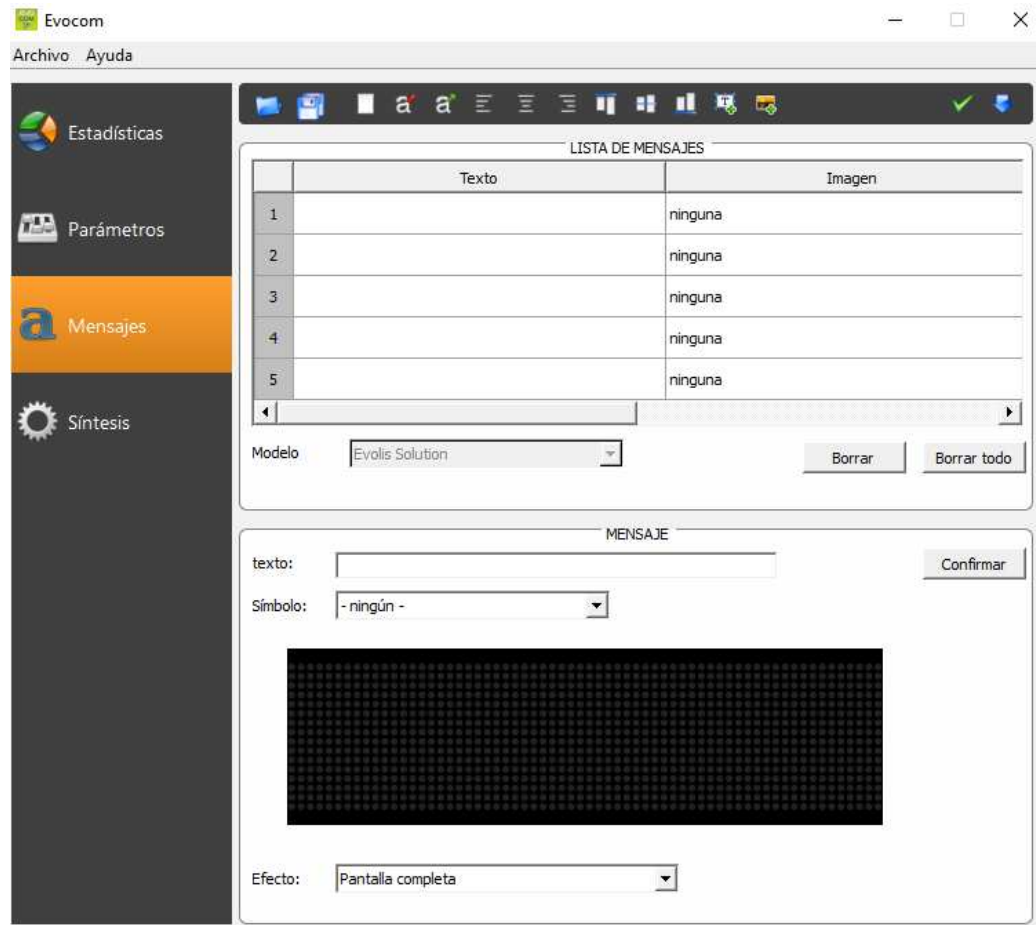 Evocom
Archivo Ayuda
Estadísticas
Parámetros
Mensajes
Síntesis
LISTA DE MENSAJES
Texto Imagen
1 ninguna
2 ninguna
3 ninguna
4 ninguna
5 ninguna
Modelo Evolis Solution Borrar Borrar todo
MENSAJE
texto: Confirmar
Símbolo: - ningún -
Efecto: Pantalla completa